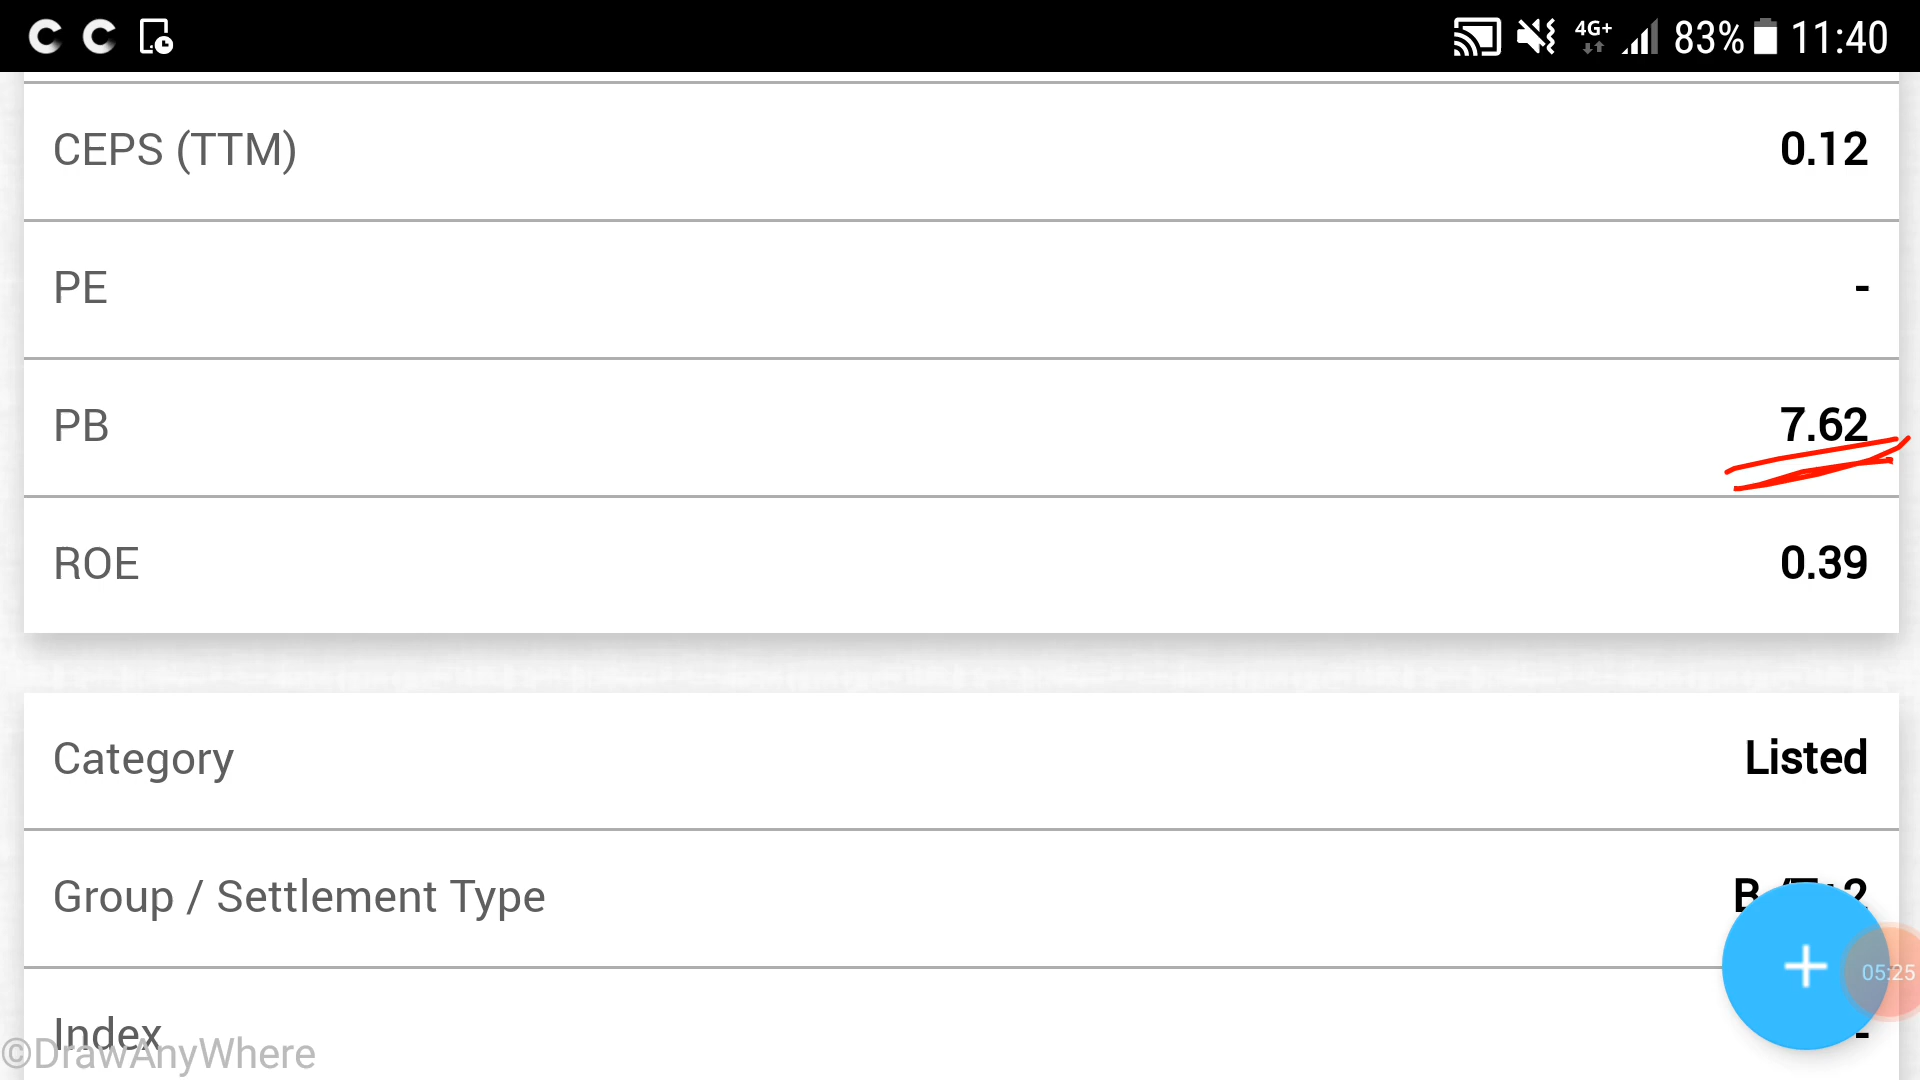 4G+ 83% 11:40
CEPS (TTM) 0.12
PE -
PB 7.62
ROE 0.39
Category Listed
Group / Settlement Type B 2
05:25
Index -
©DrawAnyWhere